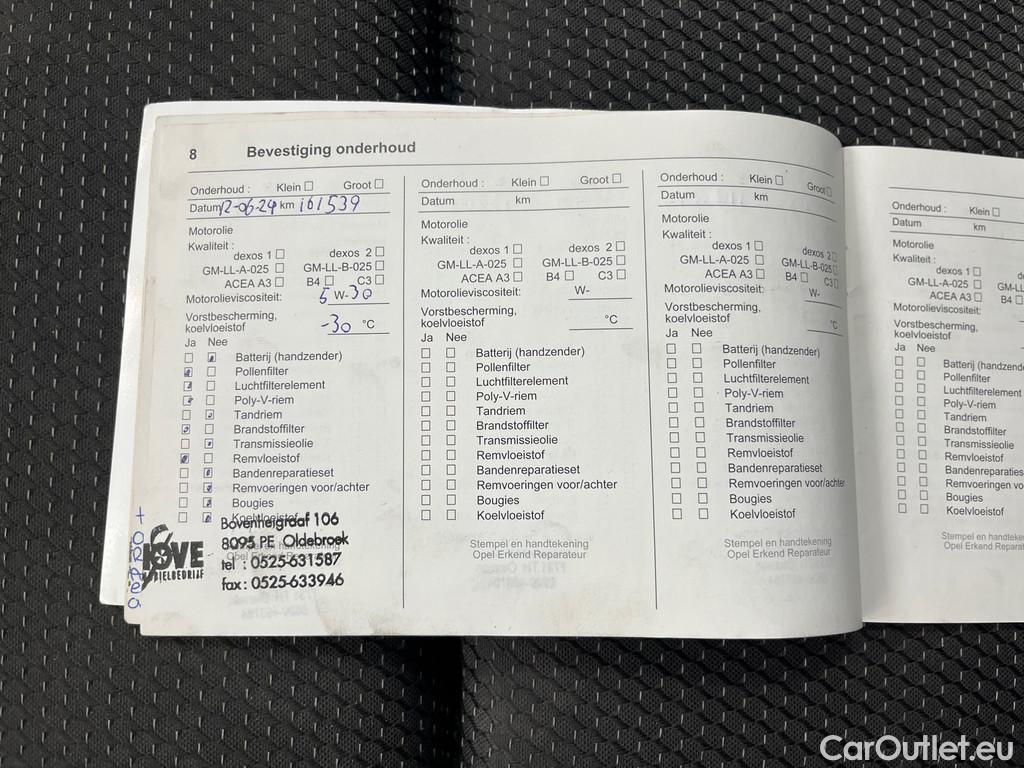 8 Bevestiging onderhoud
Onderhoud : Klein Groot
Datum 12-06-24 km 161539
Motorolie
Kwaliteit :
dexos 1 dexos 2
GM-LL-A-025 GM-LL-B-025
ACEA A3 B4 C3
Motorolieviscositeit: 5 W-30
Vorstbescherming,
koelvloeistof -30 °C
Ja Nee
Batterij (handzender)
Pollenfilter
Luchtfilterelement
Poly-V-riem
Tandriem
Brandstoffilter
Transmissieolie
Remvloeistof
Bandenreparatieset
Remvoeringen voor/achter
Bougies
Koelvloeistof
Bovenheigraaf 106
8095 PE Oldebroek
tel : 0525-631587
fax: 0525-633946
Onderhoud : Klein Groot
Datum km
Motorolie
Kwaliteit :
dexos 1 dexos 2
GM-LL-A-025 GM-LL-B-025
ACEA A3 B4 C3
Motorolieviscositeit: W-
Vorstbescherming,
koelvloeistof °C
Ja Nee
Batterij (handzender)
Pollenfilter
Luchtfilterelement
Poly-V-riem
Tandriem
Brandstoffilter
Transmissieolie
Remvloeistof
Bandenreparatieset
Remvoeringen voor/achter
Bougies
Koelvloeistof
Stempel en handtekening
Opel Erkend Reparateur
Onderhoud : Klein Groot
Datum km
Motorolie
Kwaliteit :
dexos 1 dexos 2
GM-LL-A-025 GM-LL-B-025
ACEA A3 B4 C3
Motorolieviscositeit: W-
Vorstbescherming,
koelvloeistof °C
Ja Nee
Batterij (handzender)
Pollenfilter
Luchtfilterelement
Poly-V-riem
Tandriem
Brandstoffilter
Transmissieolie
Remvloeistof
Bandenreparatieset
Remvoeringen voor/achter
Bougies
Koelvloeistof
Stempel en handtekening
Opel Erkend Reparateur
Onderhoud : Klein
Datum km
Motorolie
Kwaliteit :
dexos 1
GM-LL-A-025
ACEA A3 B4
Motorolieviscositeit:
Vorstbescherming,
koelvloeistof
Ja Nee
Batterij (handzende
Pollenfilter
Luchtfilterelement
Poly-V-riem
Tandriem
Brandstoffilter
Transmissieolie
Remvloeistof
Bandenreparaties
Remvoeringen vo
Bougies
Koelvloeistof
Stempel en handte
Opel Erkend Repar
CarOutlet.eu